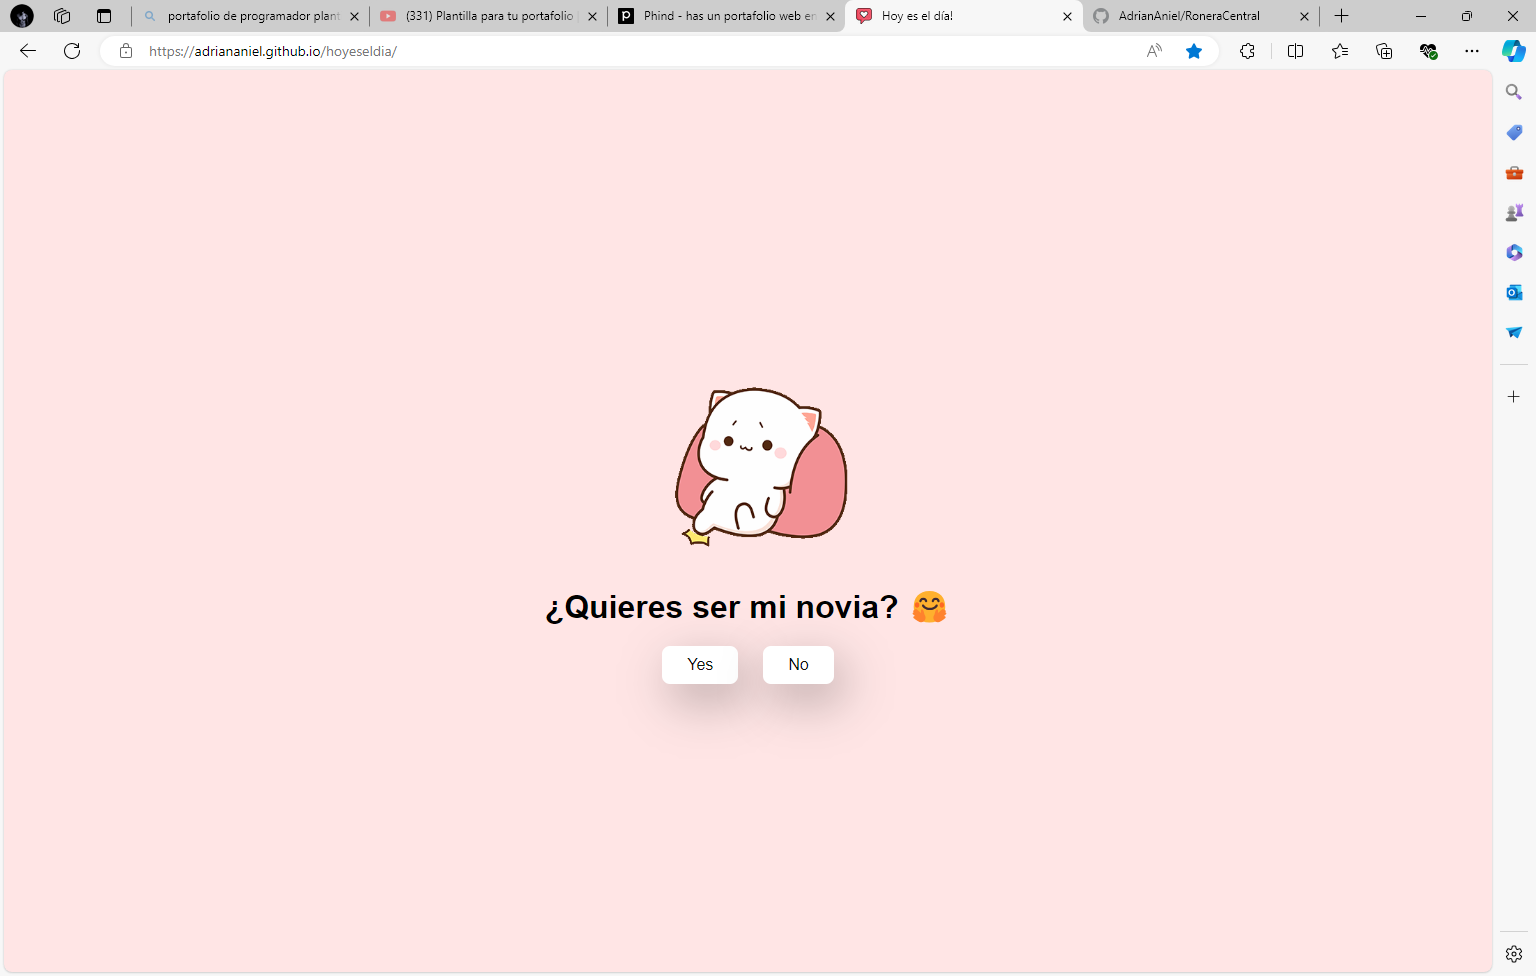 portafolio de programador plant
(331) Plantilla para tu portafolio
Phind - has un portafolio web en
Hoy es el día!
AdrianAniel/RoneraCentral
https://adriananiel.github.io/hoyeseldia/
¿Quieres ser mi novia? 🤗
Yes
No